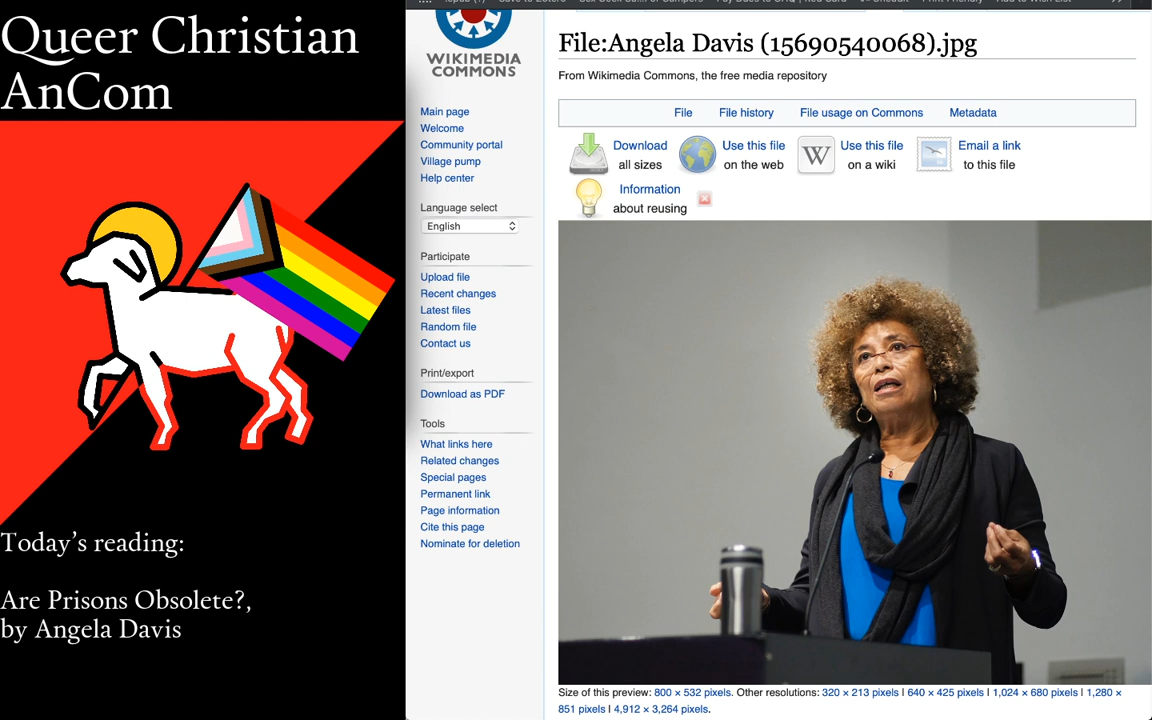 Queer Christian
AnCom
Today's reading:
Are Prisons Obsolete?,
by Angela Davis
WIKIMEDIA
COMMONS
Main page
Welcome
Community portal
Village pump
Help center
Language select
English
Participate
Upload file
Recent changes
Latest files
Random file
Contact us
Print/export
Download as PDF
Tools
What links here
Related changes
Special pages
Permanent link
Page information
Cite this page
Nominate for deletion
File:Angela Davis (15690540068).jpg
From Wikimedia Commons, the free media repository
File File history File usage on Commons Metadata
Download all sizes
Use this file on the web
Use this file on a wiki
Email a link to this file
Information about reusing
W
Size of this preview: 800 × 532 pixels. Other resolutions: 320 × 213 pixels | 640 × 425 pixels | 1,024 × 680 pixels | 1,280 ×
851 pixels | 4,912 × 3,264 pixels.